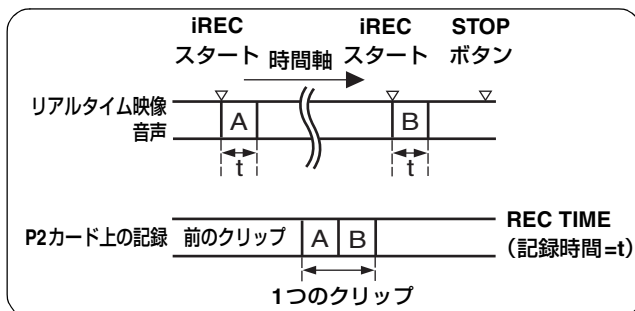 iREC
スタート
時間軸
iREC
スタート
STOP
ボタン
リアルタイム映像
音声
A
B
t
t
P2カード上の記録
前のクリップ
A
B
REC TIME
（記録時間=t）
1つのクリップ